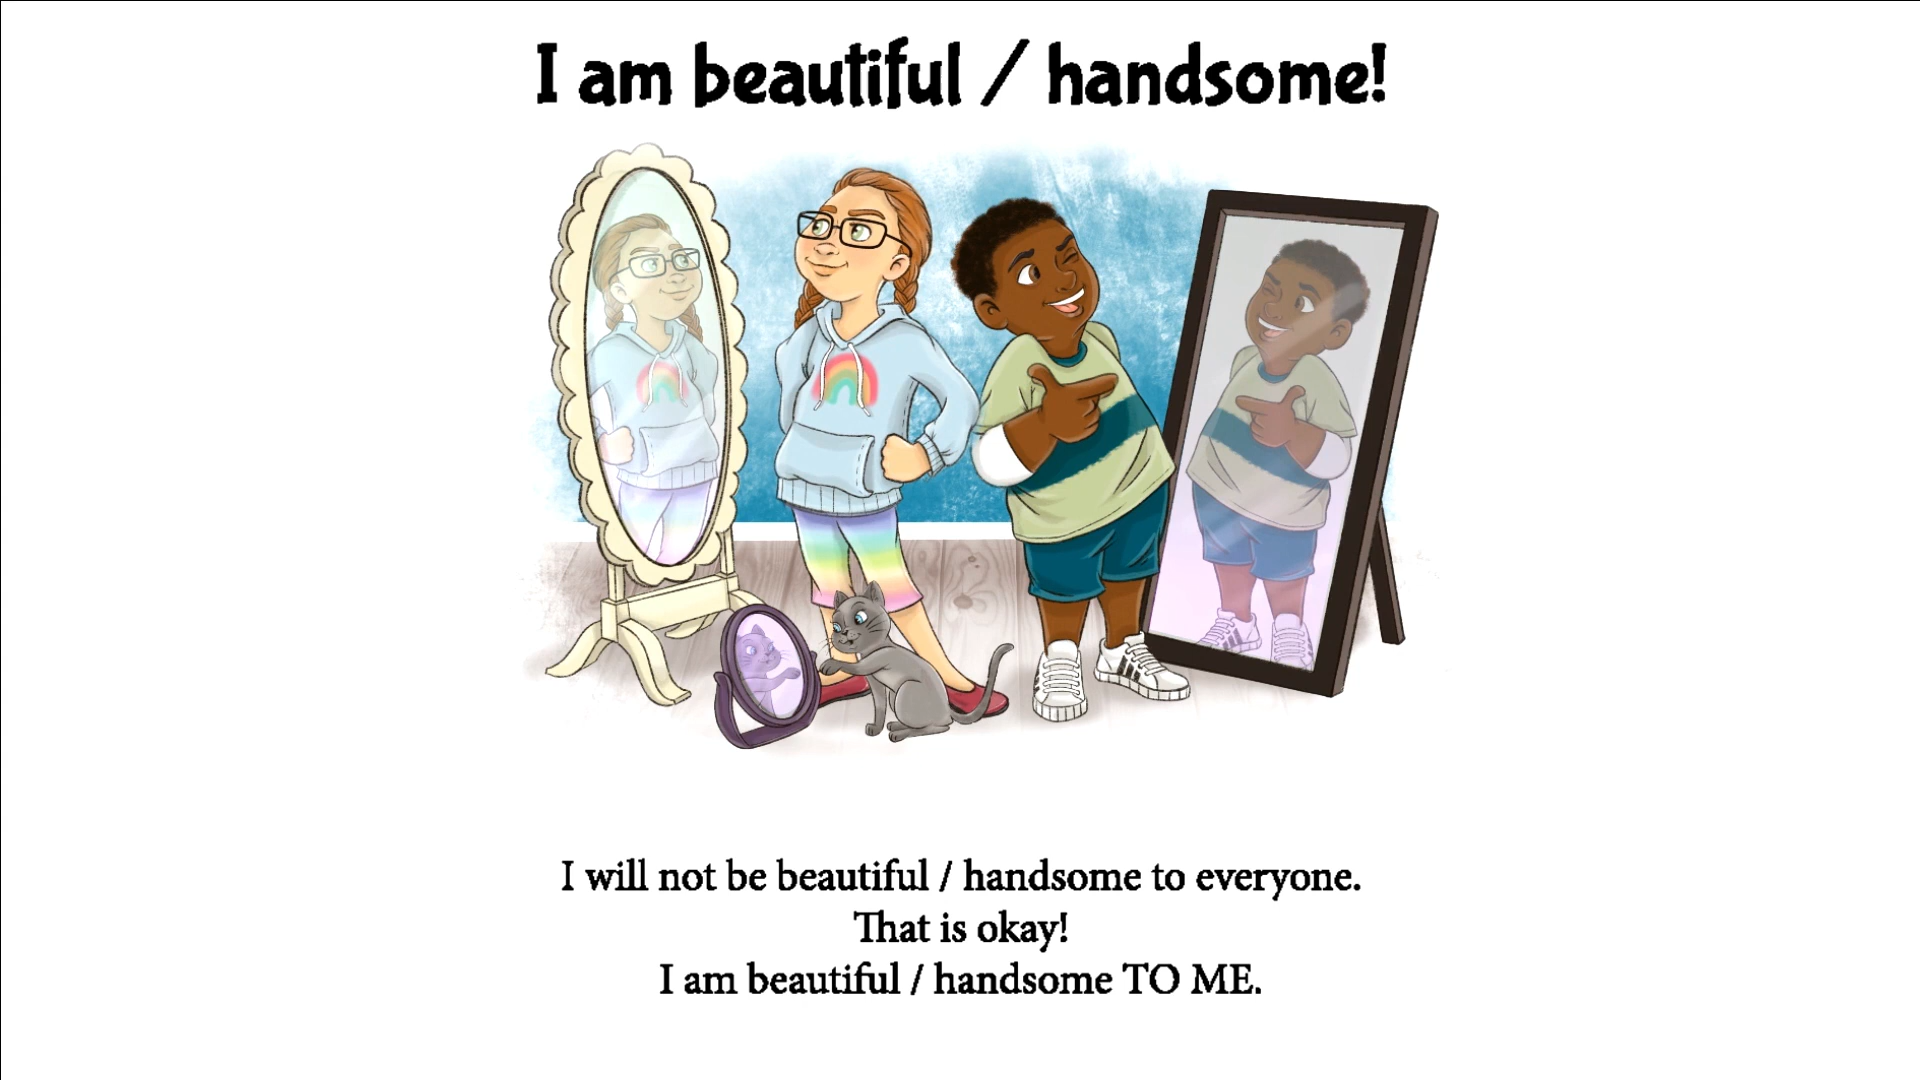 I am beautiful / handsome!
I will not be beautiful / handsome to everyone.
That is okay!
I am beautiful / handsome TO ME.